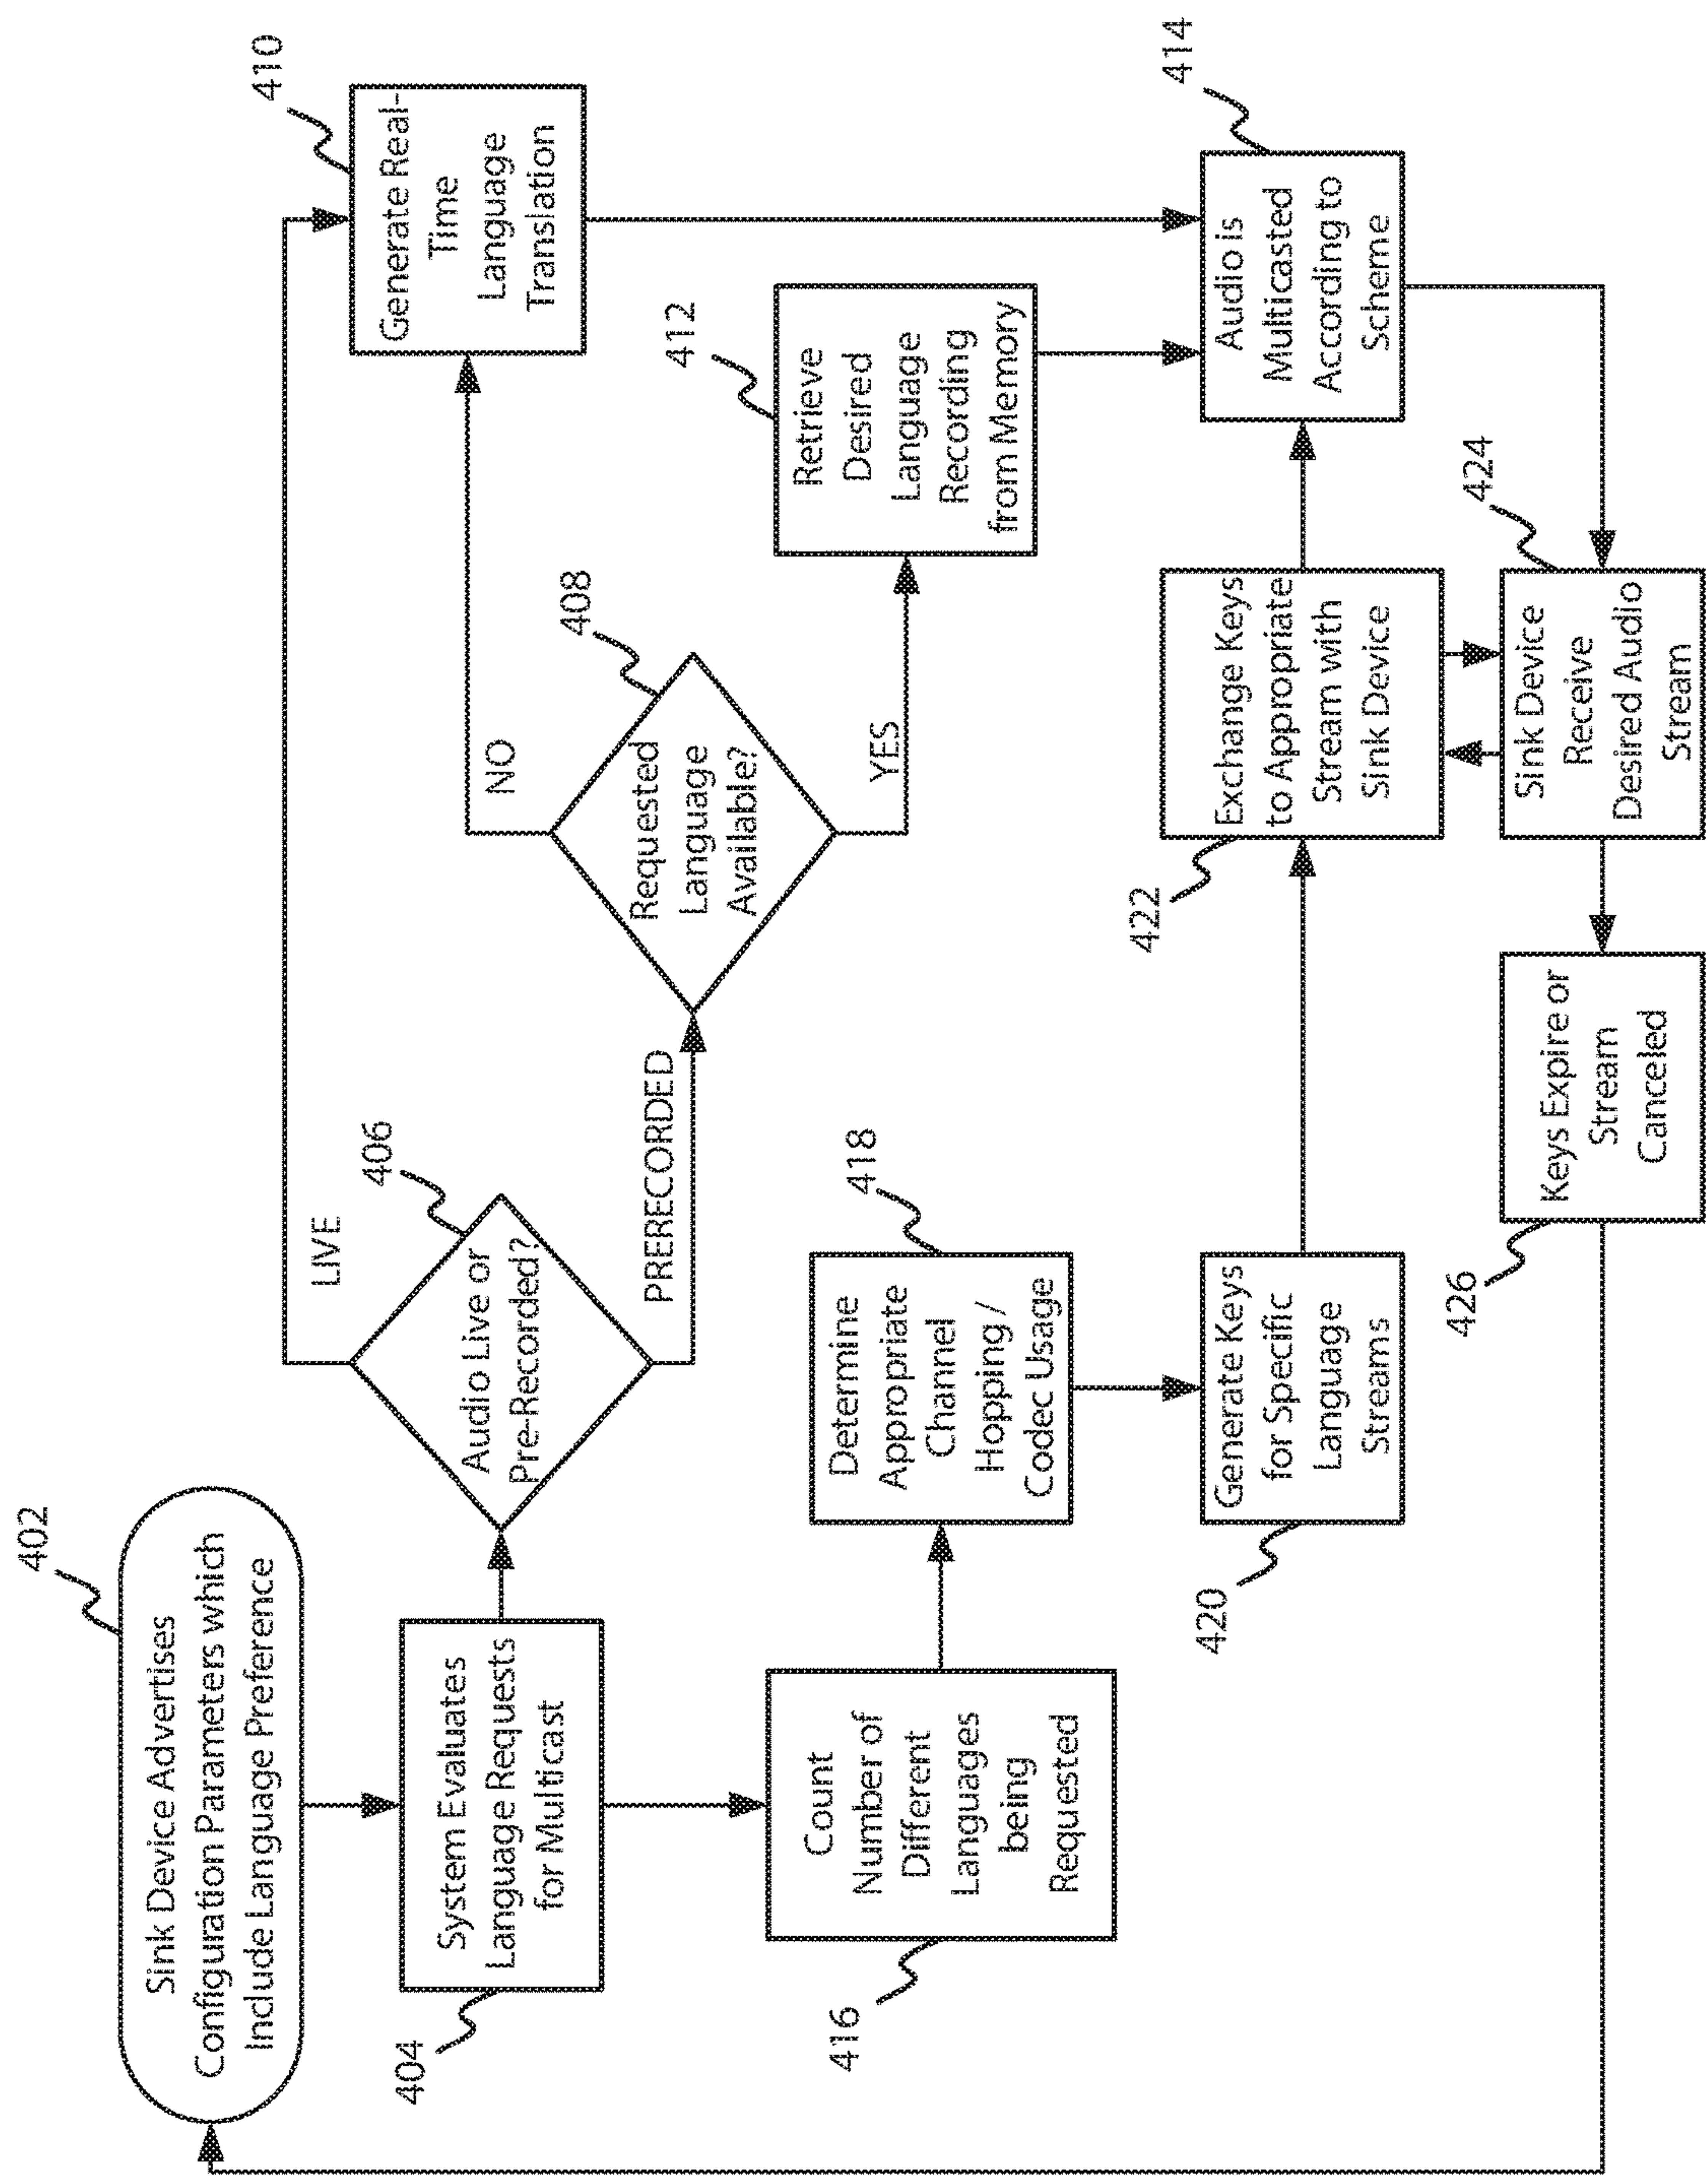 402
Sink Device Advertises
Configuration Parameters which
Include Language Preference
404
System Evaluates
Language Requests
for Multicast
406
Audio Live or
Pre-Recorded?
LIVE
PRERECORDED
408
Requested
Language
Available?
NO
YES
410
Generate Real-
Time
Language
Translation
412
Retrieve
Desired
Language
Recording
from Memory
414
Audio is
Multicasted
According to
Scheme
416
Count
Number of
Different
Languages
being
Requested
418
Determine
Appropriate
Channel
Hopping /
Codec Usage
420
Generate Keys
for Specific
Language
Streams
422
Exchange Keys
to Appropriate
Stream with
Sink Device
424
Sink Device
Receive
Desired Audio
Stream
426
Keys Expire or
Stream
Canceled